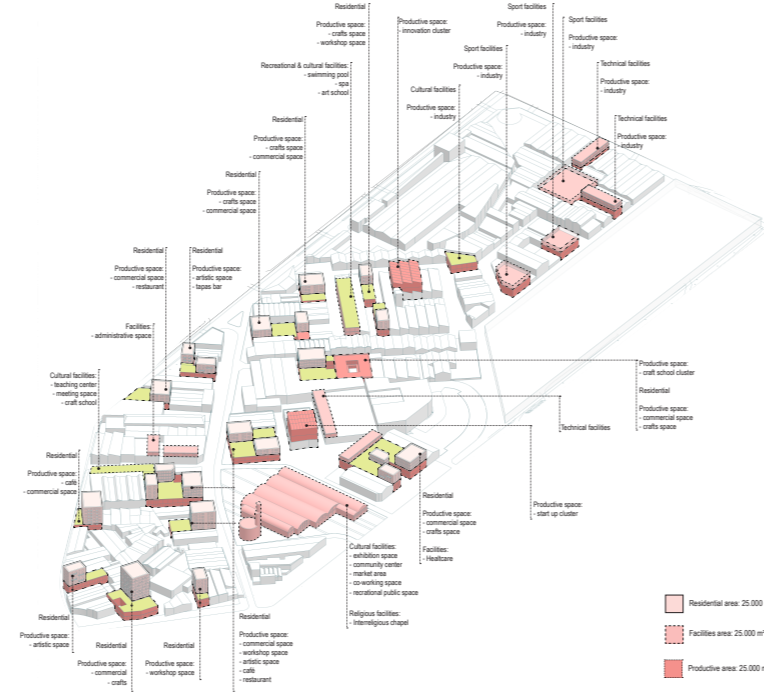 Residential
Productive space:
- crafts space
- workshop space
Productive space:
- innovation cluster
Sport facilities
Productive space:
- industry
Sport facilities
Productive space:
- industry
Sport facilities
Productive space:
- industry
Technical facilities
Productive space:
- industry
Recreational & cultural facilities:
- swimming pool
- spa
- art school
Cultural facilities
Productive space:
- industry
Technical facilities
Productive space:
- industry
Residential
Productive space:
- crafts space
- commercial space
Residential
Productive space:
- crafts space
- commercial space
Residential
Productive space:
- commercial space
- restaurant
Residential
Productive space:
- artistic space
- tapas bar
Facilities:
- administrative space
Cultural facilities:
- teaching center
- meeting space
- craft school
Productive space:
- craft school cluster
Residential
Productive space:
- commercial space
- crafts space
Technical facilities
Residential
Productive space:
- café
- commercial space
Productive space:
- start up cluster
Residential
Productive space:
- commercial space
- crafts space
Facilities:
- Healtcare
Cultural facilities:
- exhibition space
- community center
- market area
- co-working space
- recrational public space
Religious facilities:
- Interreligious chapel
Residential
Productive space:
- artistic space
Residential
Productive space:
- commercial
- crafts
Residential
Productive space:
- workshop space
Residential
Productive space:
- commercial space
- workshop space
- artistic space
- café
- restaurant
Residential area: 25.000
Facilities area: 25.000 m²
Productive area: 25.000